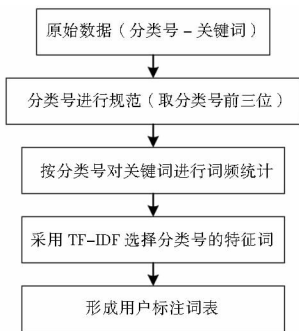 原始数据（分类号－关键词）
分类号进行规范（取分类号前三位）
按分类号对关键词进行词频统计
采用 TF-IDF 选择分类号的特征词
形成用户标注词表